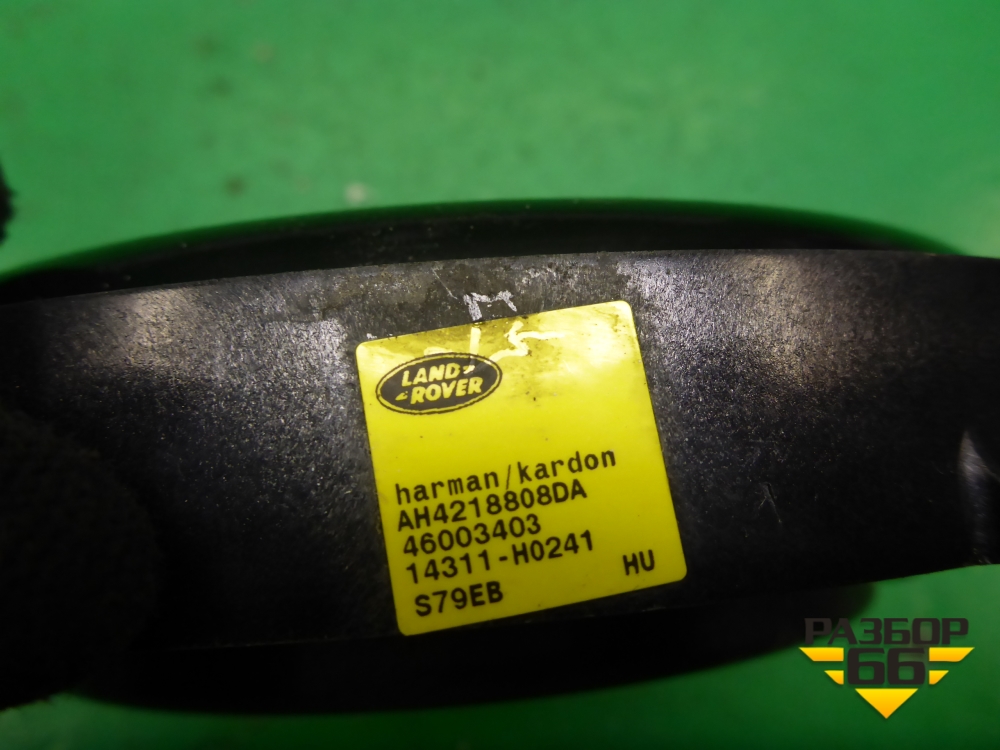 LAND
ROVER
harman/kardon
AH4218808DA
46003403
14311-H0241
S79EB
HU
РАЗБОР
66